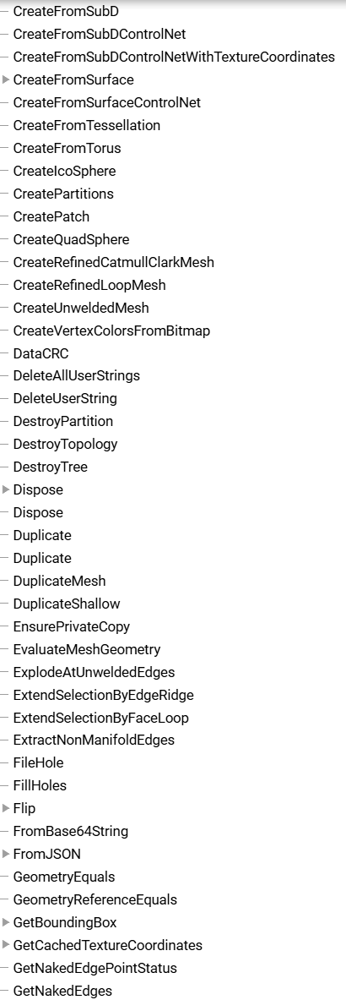 CreateFromSubD
CreateFromSubDControlNet
CreateFromSubDControlNetWithTextureCoordinates
CreateFromSurface
CreateFromSurfaceControlNet
CreateFromTessellation
CreateFromTorus
CreateIcoSphere
CreatePartitions
CreatePatch
CreateQuadSphere
CreateRefinedCatmullClarkMesh
CreateRefinedLoopMesh
CreateUnweldedMesh
CreateVertexColorsFromBitmap
DataCRC
DeleteAllUserStrings
DeleteUserString
DestroyPartition
DestroyTopology
DestroyTree
Dispose
Dispose
Duplicate
Duplicate
DuplicateMesh
DuplicateShallow
EnsurePrivateCopy
EvaluateMeshGeometry
ExplodeAtUnweldedEdges
ExtendSelectionByEdgeRidge
ExtendSelectionByFaceLoop
ExtractNonManifoldEdges
FileHole
FillHoles
Flip
FromBase64String
FromJSON
GeometryEquals
GeometryReferenceEquals
GetBoundingBox
GetCachedTextureCoordinates
GetNakedEdgePointStatus
GetNakedEdges